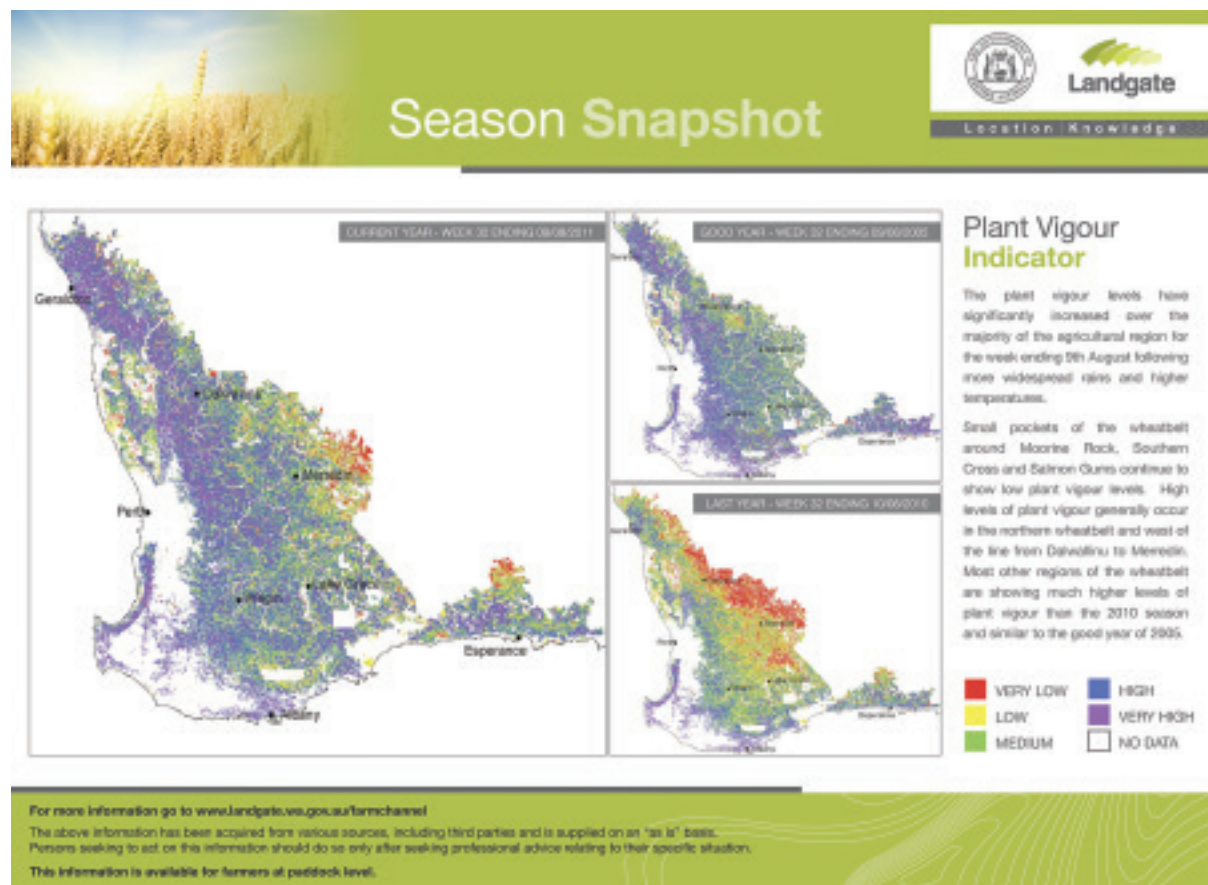 Season Snapshot
Landgate
Location Knowledge
CURRENT YEAR - WEEK 32 ENDING 09/08/2011
GOOD YEAR - WEEK 32 ENDING 09/08/2005
LAST YEAR - WEEK 32 ENDING 10/08/2010
Geraldton
Dalwallinu
Merredin
Perth
Lake Grace
Wagin
Esperance
Albany
Perth
Esperance
Perth
Esperance
Plant Vigour
Indicator
The plant vigour levels have
significantly increased over the
majority of the agricultural region for
the week ending 9th August following
more widespread rains and higher
temperatures.
Small pockets of the wheatbelt
around Moorine Rock, Southern
Cross and Salmon Gums continue to
show low plant vigour levels. High
levels of plant vigour generally occur
in the northern wheatbelt and west of
the line from Dalwallinu to Merredin.
Most other regions of the wheatbelt
are showing much higher levels of
plant vigour than the 2010 season
and similar to the good year of 2005.
VERY LOW
HIGH
LOW
VERY HIGH
MEDIUM
NO DATA
For more information go to www.landgate.wa.gov.au/farmchannel
The above information has been acquired from various sources, including third parties and is supplied on an "as is" basis.
Persons seeking to act on this information should do so only after seeking professional advice relating to their specific situation.
This information is available for farmers at paddock level.